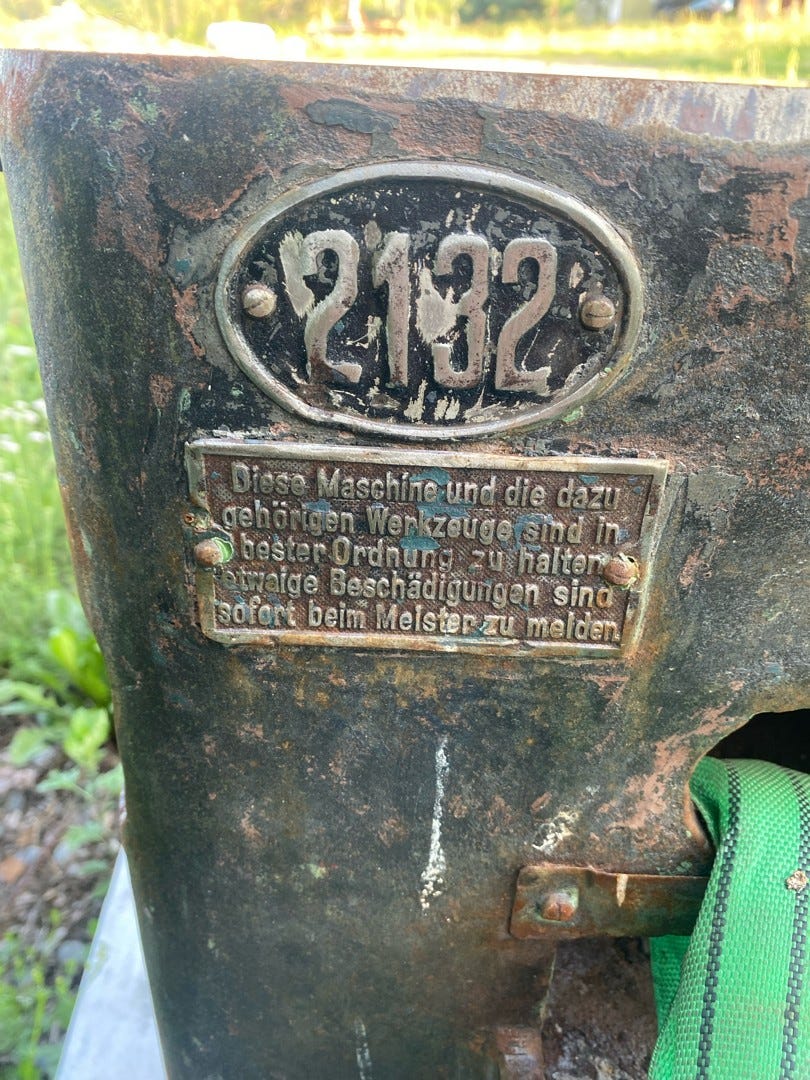 2132
Diese Maschine und die dazu
gehörigen Werkzeuge sind in
bester Ordnung zu halten
etwaige Beschädigungen sind
sofort beim Meister zu melden.